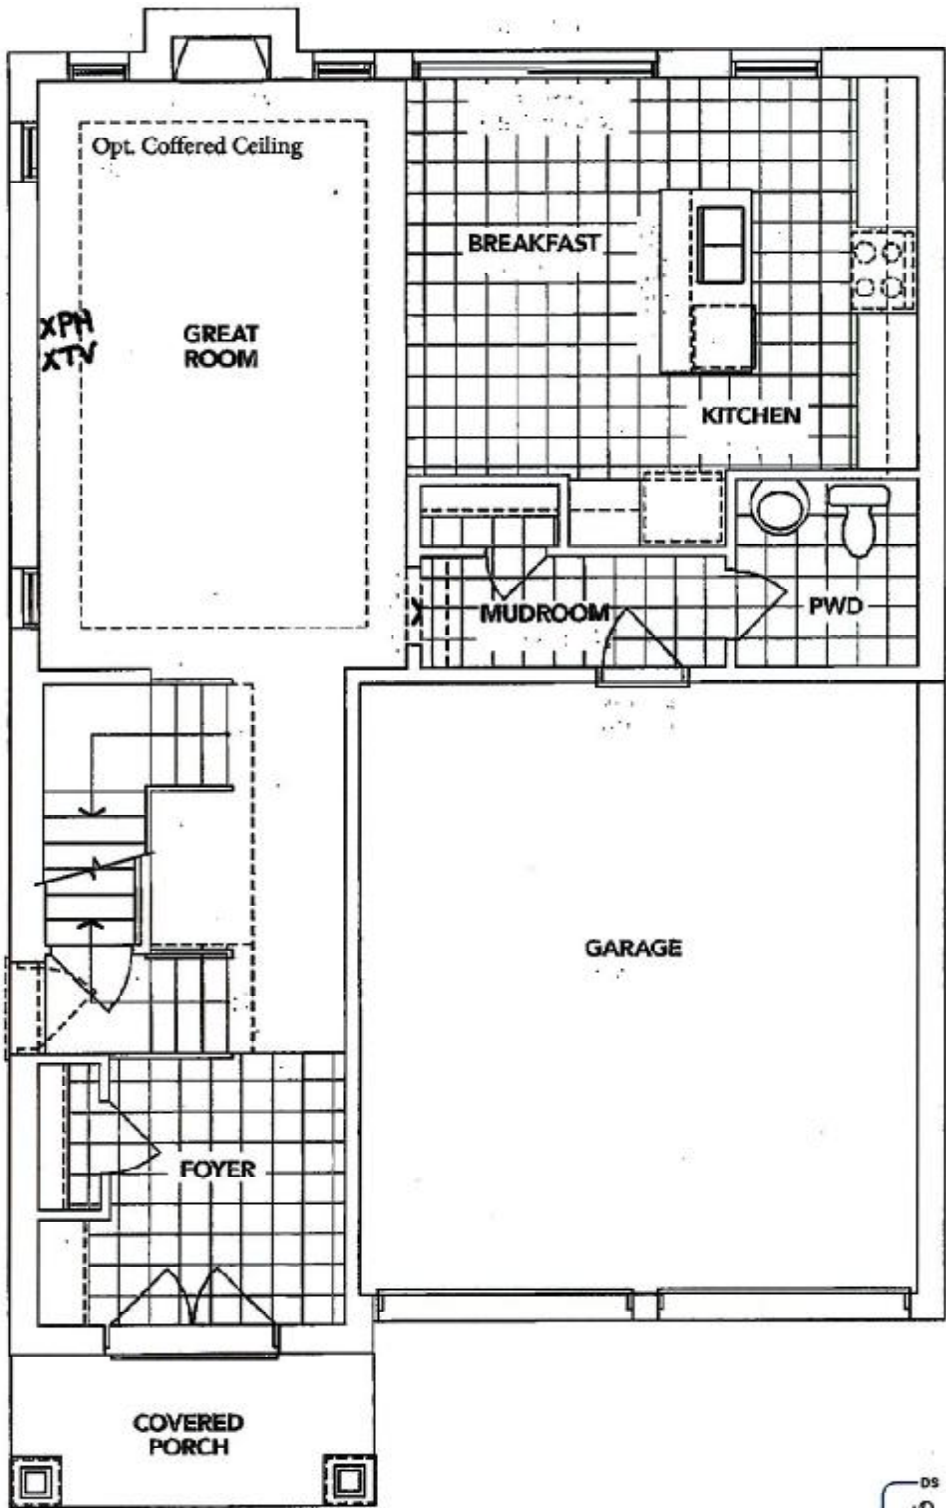 Opt. Coffered Ceiling
BREAKFAST
XPH
XTV
GREAT
ROOM
KITCHEN
X
MUDROOM
PWD
GARAGE
FOYER
COVERED
PORCH
DS